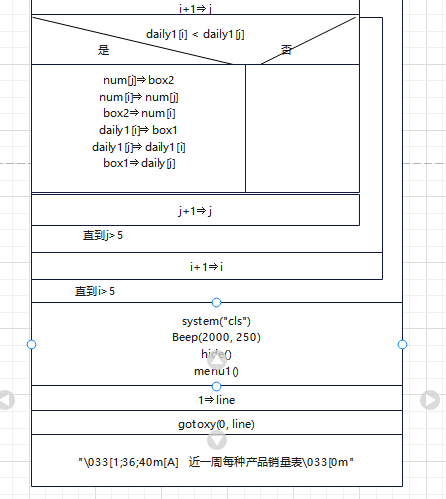 i+1⇒j
daily1[i] < daily1[j]
是
否
num[j]⇒box2
num[i]⇒num[j]
box2⇒num[i]
daily1[i]⇒box1
daily1[j]⇒daily1[i]
box1⇒daily[j]
j+1⇒j
直到j>5
i+1⇒i
直到i>5
system("cls")
Beep(2000, 250)
hide()
menu1()
1⇒line
gotoxy(0, line)
"\033[1;36;40m[A]   近一周每种产品销量表\033[0m"